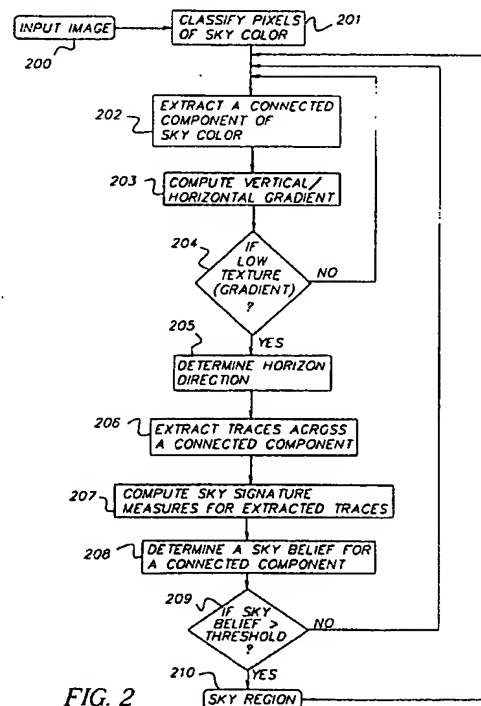 INPUT IMAGE
200
CLASSIFY PIXELS
OF SKY COLOR
201
202
EXTRACT A CONNECTED
COMPONENT OF
SKY COLOR
203
COMPUTE VERTICAL/
HORIZONTAL GRADIENT
204
IF
LOW
TEXTURE
(GRADIENT)
?
NO
YES
205
DETERMINE HORIZON
DIRECTION
206
EXTRACT TRACES ACROSS
A CONNECTED COMPONENT
207
COMPUTE SKY SIGNATURE
MEASURES FOR EXTRACTED TRACES
208
DETERMINE A SKY BELIEF FOR
A CONNECTED COMPONENT
209
IF SKY
BELIEF >
THRESHOLD
?
NO
YES
210
SKY REGION
FIG. 2